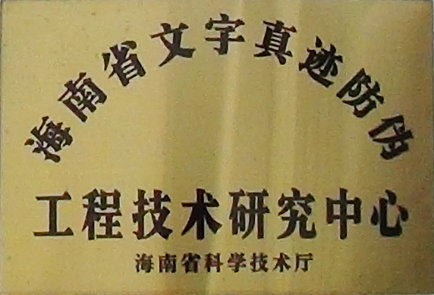 海南省文字真迹防伪
工程技术研究中心
海南省科学技术厅